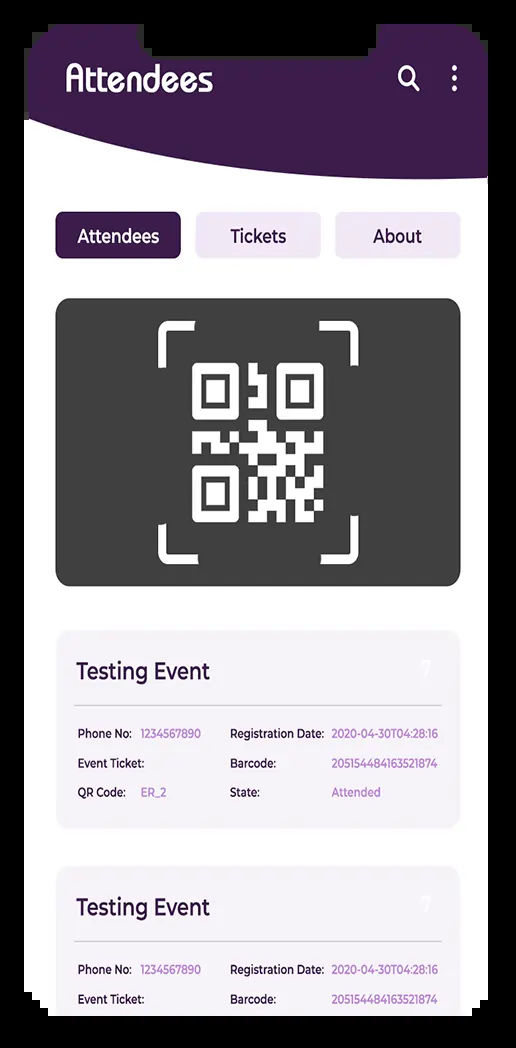 Attendees
Attendees Tickets About
Testing Event 7
Phone No: 1234567890 Registration Date: 2020-04-30T04:28:16
Event Ticket: Barcode: 205154484163521874
QR Code: ER_2 State: Attended
Testing Event 7
Phone No: 1234567890 Registration Date: 2020-04-30T04:28:16
Event Ticket: Barcode: 205154484163521874